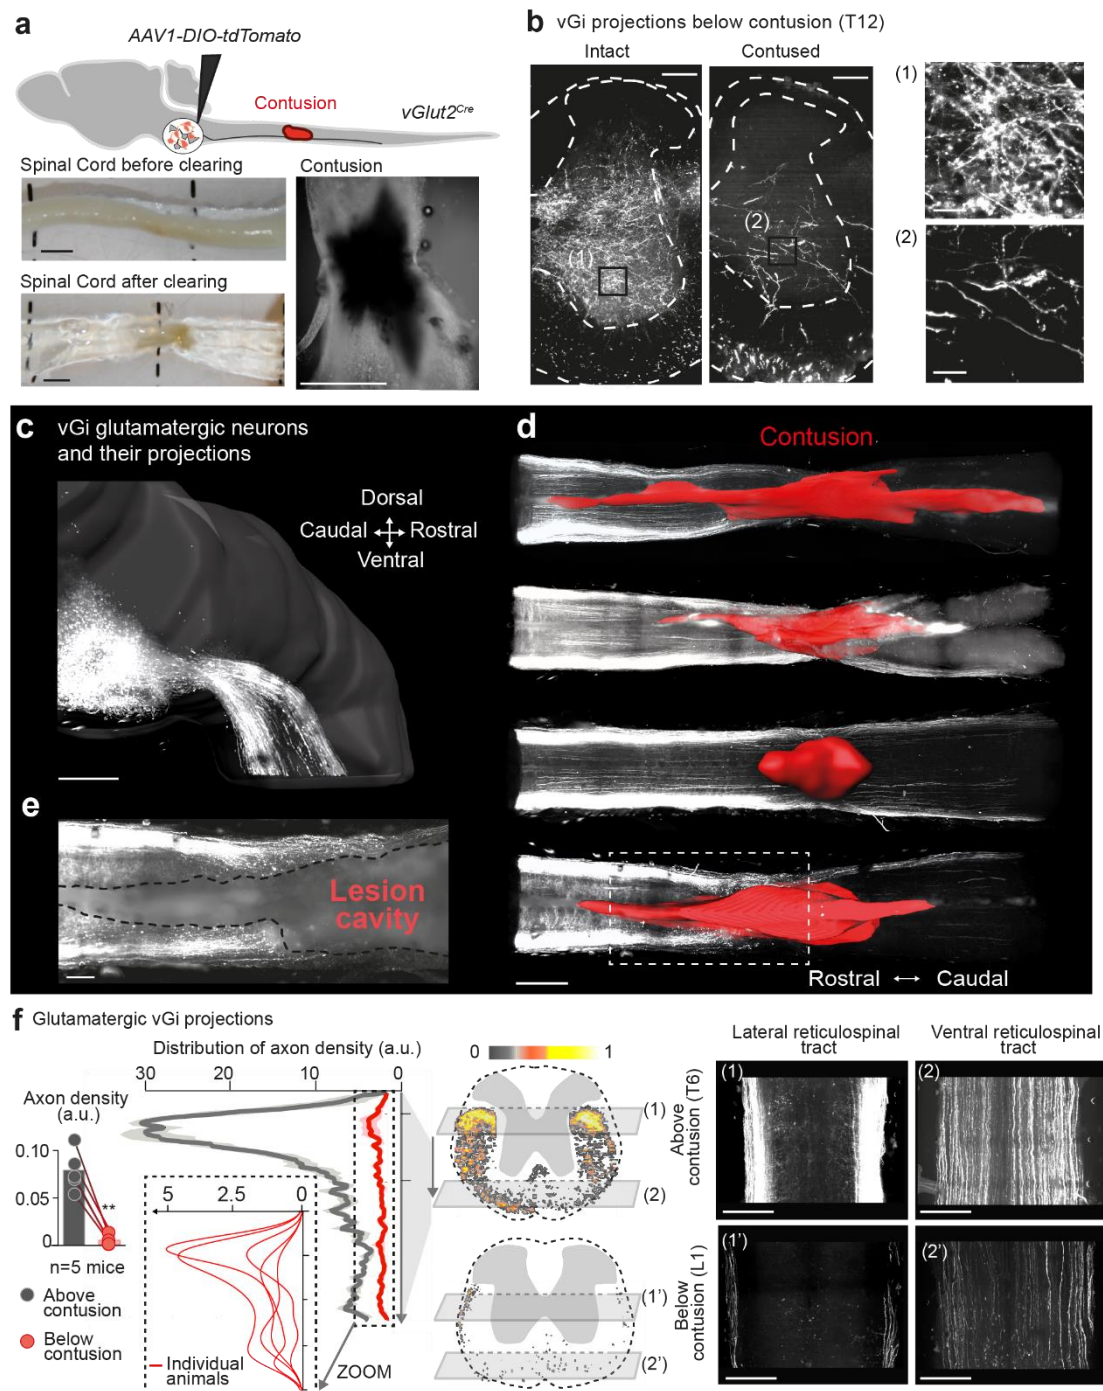 a
AAV1-DIO-tdTomato
Contusion
vGlut2Cre
Spinal Cord before clearing
Contusion
Spinal Cord after clearing
b vGi projections below contusion (T12)
Intact
Contused
(1)
(2)
(1)
(2)
c vGi glutamatergic neurons
and their projections
Dorsal
Caudal Rostral
Ventral
d
Contusion
e
Lesion
cavity
Rostral ↔ Caudal
f Glutamatergic vGi projections
Distribution of axon density (a.u.)
30 20 10 0
Axon density
(a.u.)
0.10
0.05
0
**
n=5 mice
Above
contusion
Below
contusion
5 2.5 0
Individual
animals
ZOOM
0 1
(1)
(2)
(1')
(2')
Lateral reticulospinal
tract
Ventral reticulospinal
tract
Above
contusion (T6)
(1)
(2)
Below
contusion (L1)
(1')
(2')